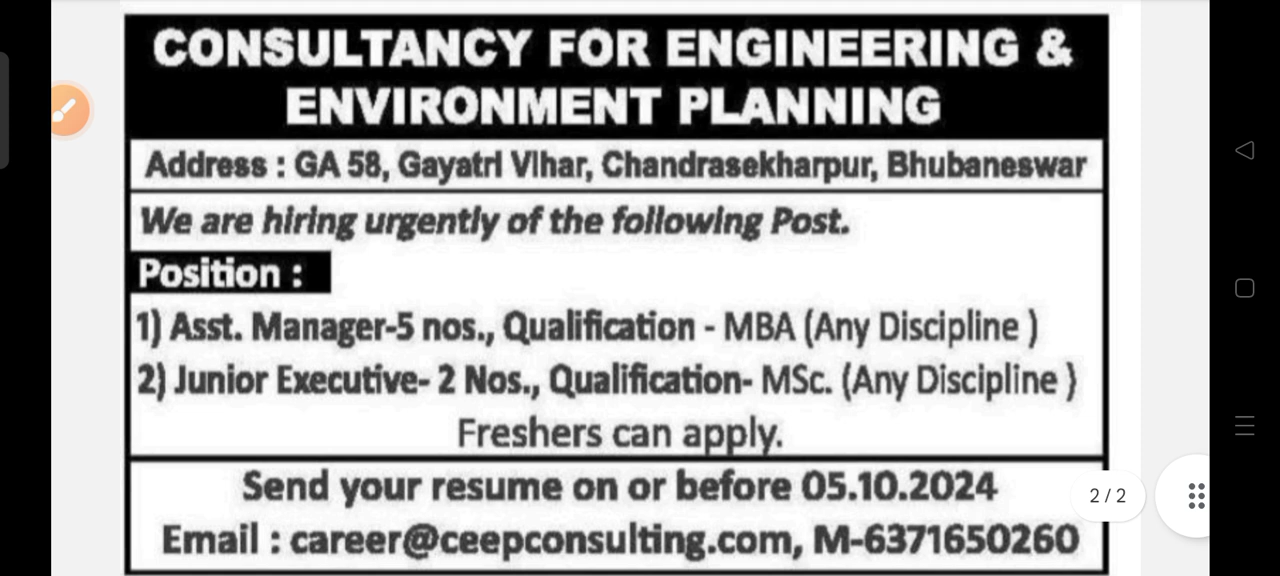 CONSULTANCY FOR ENGINEERING &
ENVIRONMENT PLANNING
Address : GA 58, Gayatri Vihar, Chandrasekharpur, Bhubaneswar
We are hiring urgently of the following Post.
Position :
1) Asst. Manager-5 nos., Qualification - MBA (Any Discipline )
2) Junior Executive- 2 Nos., Qualification- MSc. (Any Discipline )
Freshers can apply.
Send your resume on or before 05.10.2024
2 / 2
Email : career@ceepconsulting.com, M-6371650260